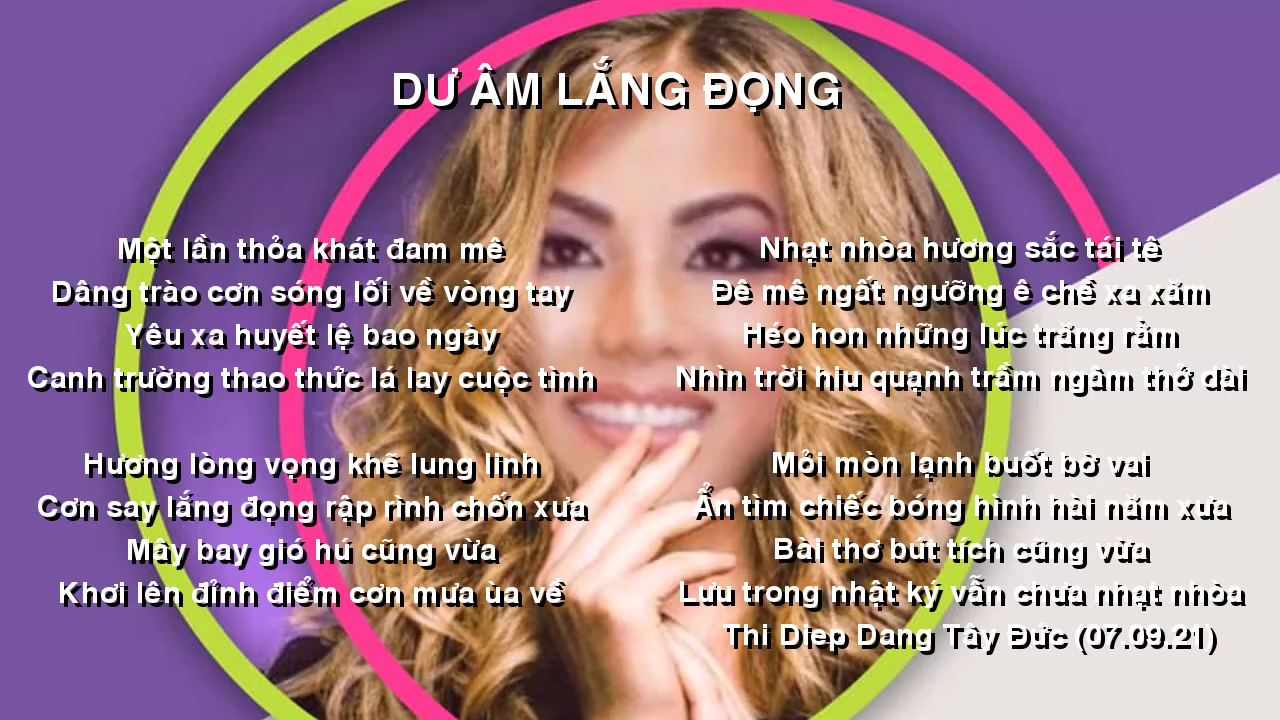 DƯ ÂM LẮNG ĐỌNG
Một lần thỏa khát đam mê
Dâng trào cơn sóng lối về vòng tay
Yêu xa huyết lệ bao ngày
Canh trường thao thức lá lay cuộc tình
Hương lòng vọng khẽ lung linh
Cơn say lắng đọng rập rình chốn xưa
Mây bay gió hú cũng vừa
Khơi lên đỉnh điểm cơn mưa ùa về
Nhạt nhòa hương sắc tái tê
Đê mê ngất ngưỡng ê chề xa xăm
Héo hon những lúc trăng rằm
Nhìn trời hiu quạnh trầm ngâm thở dài
Mỏi mòn lạnh buốt bờ vai
Ẩn tìm chiếc bóng hình hài năm xưa
Bài thơ bút tích cũng vừa
Lưu trong nhật ký vẫn chưa nhạt nhòa
Thi Diep Dang Tây Đức (07.09.21)